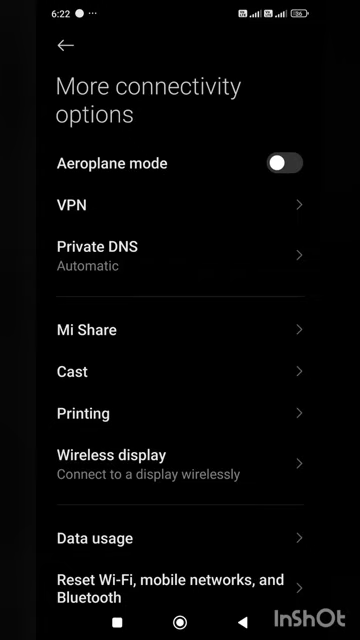 6:22
More connectivity
options
Aeroplane mode
VPN
Private DNS
Automatic
Mi Share
Cast
Printing
Wireless display
Connect to a display wirelessly
Data usage
Reset Wi-Fi, mobile networks, and
Bluetooth
InShOt